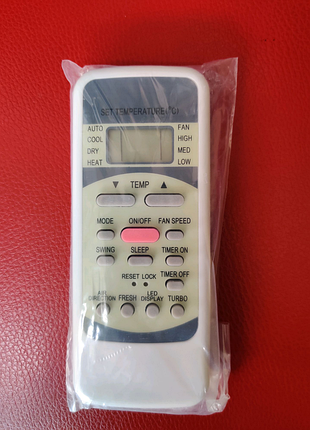 SET TEMPERATURE (°C)
AUTO FAN
COOL HIGH
DRY MED
HEAT LOW
▼ TEMP ▲
MODE ON/OFF FAN SPEED
SWING SLEEP TIMER ON
RESET LOCK TIMER OFF
AIR DIRECTION FRESH LED DISPLAY TURBO